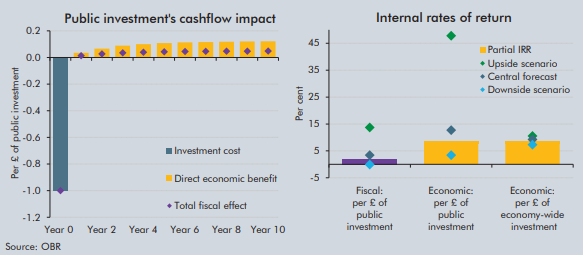 Public investment's cashflow impact
Per £ of public investment
0.2
0.0
-0.2
-0.4
-0.6
-0.8
-1.0
-1.2
Investment cost
Direct economic benefit
Total fiscal effect
Year 0 Year 2 Year 4 Year 6 Year 8 Year 10
Source: OBR
Internal rates of return
Per cent
45
35
25
15
5
-5
Partial IRR
Upside scenario
Central forecast
Downside scenario
Fiscal:
per £ of
public
investment
Economic:
per £ of
public
investment
Economic:
per £ of
economy-wide
investment